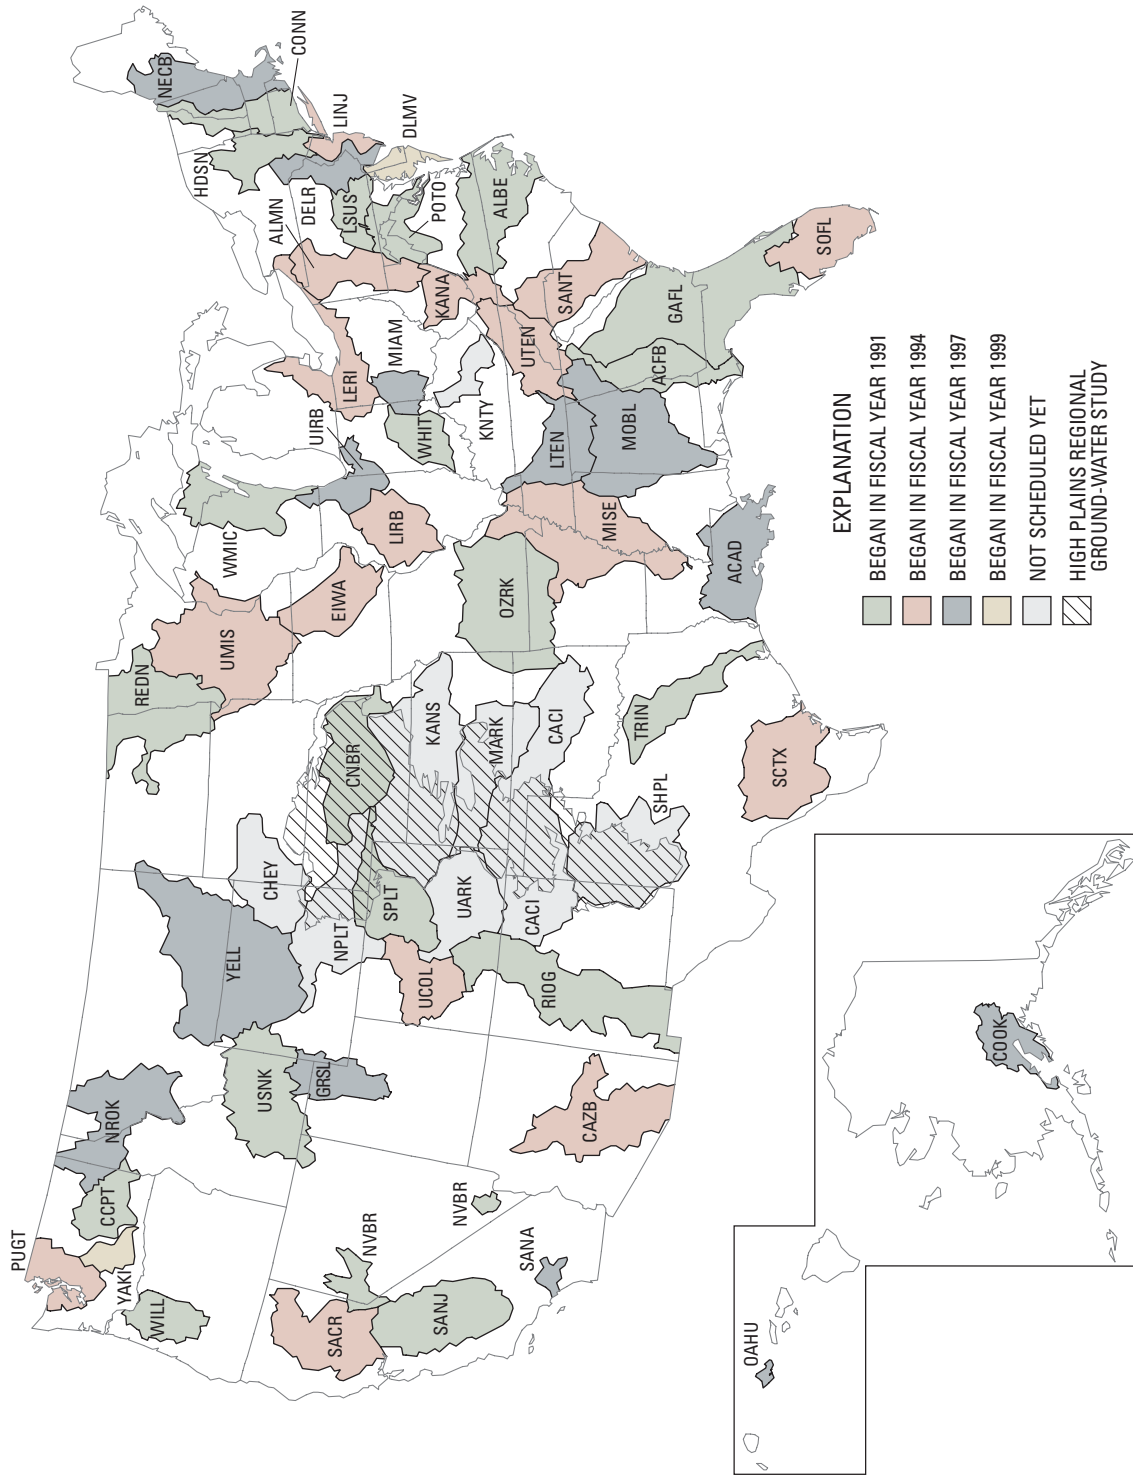 PUGT
YAKI
WILL
CCPT
NROK
USNK
GRSL
YELL
CHEY
NPLT
SPLT
UCOL
UARK
CACI
RIOG
CAZB
NVBR
NVBR
SACR
SANJ
SANA
REDN
UMIS
EIWA
CNBR
KANS
MARK
CACI
SHPL
TRIN
SCTX
OZRK
WMIC
UIRB
LIRB
WHIT
MIAM
LERI
KNTY
KANA
ALMN
HDSN
NECB
CONN
LINJ
DELR
LSUS
DLMV
POTO
ALBE
SANT
UTEN
LTEN
MOBL
MISE
ACAD
ACFB
GAFL
SOFL
OAHU
COOK
EXPLANATION
BEGAN IN FISCAL YEAR 1991
BEGAN IN FISCAL YEAR 1994
BEGAN IN FISCAL YEAR 1997
BEGAN IN FISCAL YEAR 1999
NOT SCHEDULED YET
HIGH PLAINS REGIONAL
GROUND-WATER STUDY